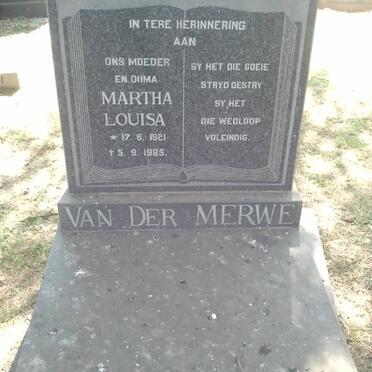 IN TERE HERINNERING
AAN
ONS MOEDER
EN OUMA
MARTHA
LOUISA
* 17. 6. 1921
† 5. 9. 1985.
SY HET DIE GOEIE
STRYD GESTRY
SY HET
DIE WEDLOOP
VOLEINDIG.
VAN DER MERWE